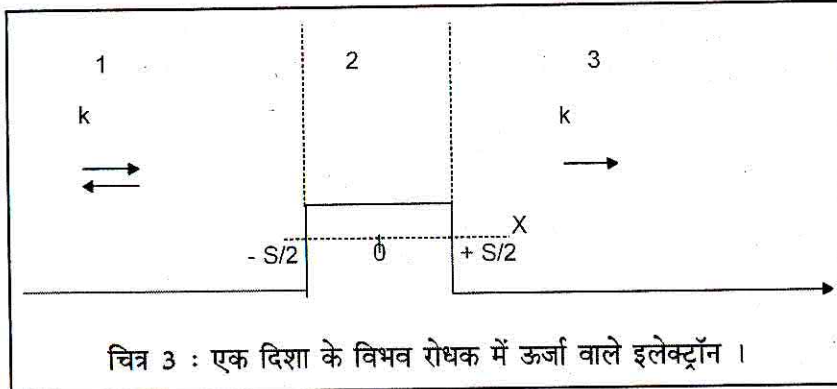 1 2 3
k k
X
- S/2 0 + S/2
चित्र 3 : एक दिशा के विभव रोधक में ऊर्जा वाले इलेक्ट्रॉन ।